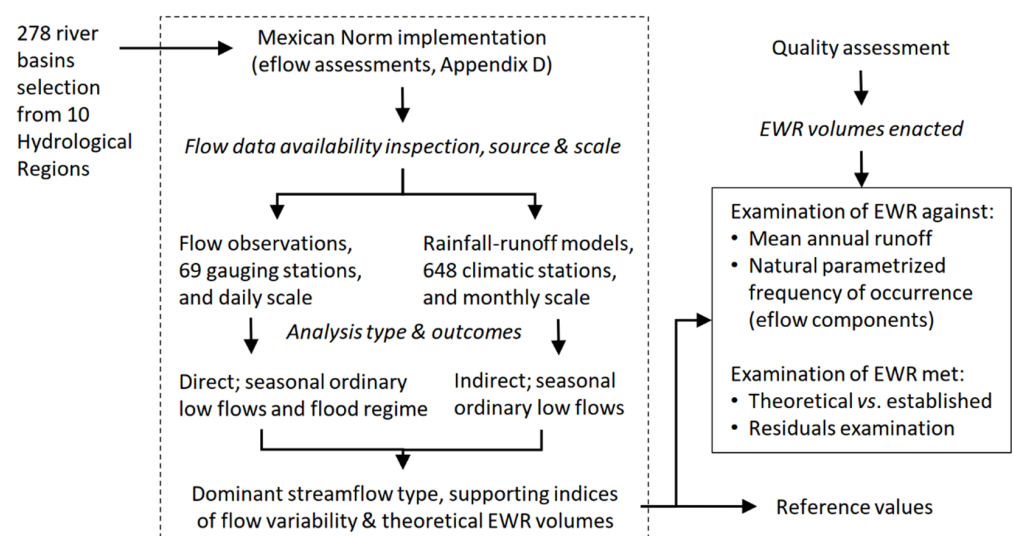 278 river
basins
selection
from 10
Hydrological
Regions
Mexican Norm implementation
(eflow assessments, Appendix D)
Flow data availability inspection, source & scale
Flow observations,
69 gauging stations,
and daily scale
Rainfall-runoff models,
648 climatic stations,
and monthly scale
Analysis type & outcomes
Direct; seasonal ordinary
low flows and flood regime
Indirect; seasonal
ordinary low flows
Dominant streamflow type, supporting indices
of flow variability & theoretical EWR volumes
Quality assessment
EWR volumes enacted
Examination of EWR against:
• Mean annual runoff
• Natural parametrized
frequency of occurrence
(eflow components)
Examination of EWR met:
• Theoretical vs. established
• Residuals examination
Reference values